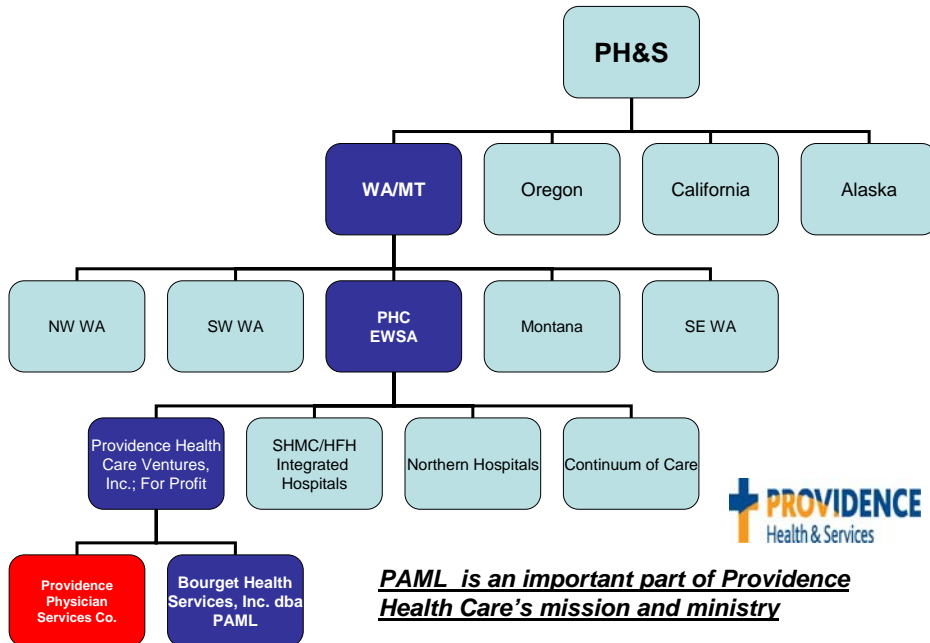 PH&S
WA/MT
Oregon
California
Alaska
NW WA
SW WA
PHC
EWSA
Montana
SE WA
Providence Health
Care Ventures,
Inc.; For Profit
SHMC/HFH
Integrated
Hospitals
Northern Hospitals
Continuum of Care
PROVIDENCE
Health & Services
Providence
Physician
Services Co.
Bourget Health
Services, Inc. dba
PAML
PAML is an important part of Providence
Health Care's mission and ministry